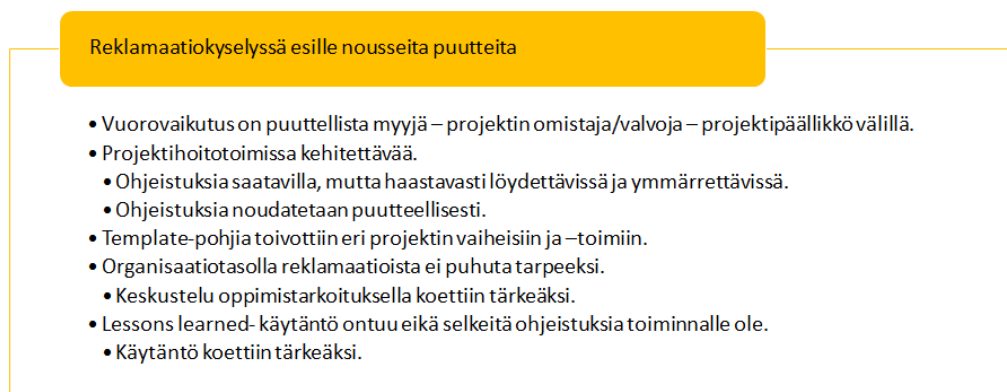 Reklamaatiokyselyssä esille nousseita puutteita
• Vuorovaikutus on puuttellista myyjä – projektin omistaja/valvoja – projektipäällikkö välillä.
• Projektihoitotoimissa kehitettävää.
• Ohjeistuksia saatavilla, mutta haastavasti löydettävissä ja ymmärrettävissä.
• Ohjeistuksia noudatetaan puutteellisesti.
• Template-pohjia toivottiin eri projektin vaiheisiin ja –toimiin.
• Organisaatiotasolla reklamaatioista ei puhuta tarpeeksi.
• Keskustelu oppimistarkoituksella koettiin tärkeäksi.
• Lessons learned- käytäntö ontuu eikä selkeitä ohjeistuksia toiminnalle ole.
• Käytäntö koettiin tärkeäksi.